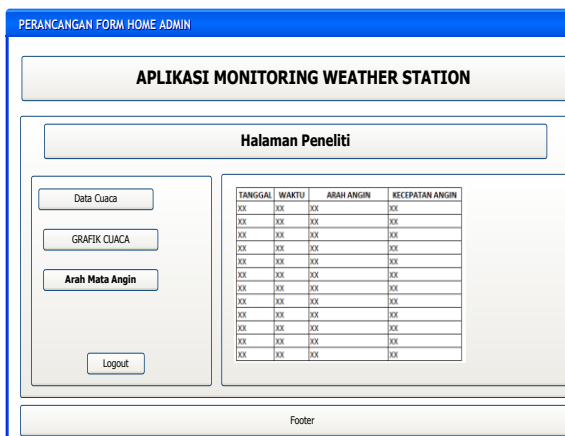 PERANCANGAN FORM HOME ADMIN
APLIKASI MONITORING WEATHER STATION
Halaman Peneliti
Data Cuaca
GRAFIK CUACA
Arah Mata Angin
Logout
TANGGAL WAKTU ARAH ANGIN KECEPATAN ANGIN
XX XX XX XX
XX XX XX XX
XX XX XX XX
XX XX XX XX
XX XX XX XX
XX XX XX XX
XX XX XX XX
XX XX XX XX
XX XX XX XX
XX XX XX XX
XX XX XX XX
XX XX XX XX
Footer